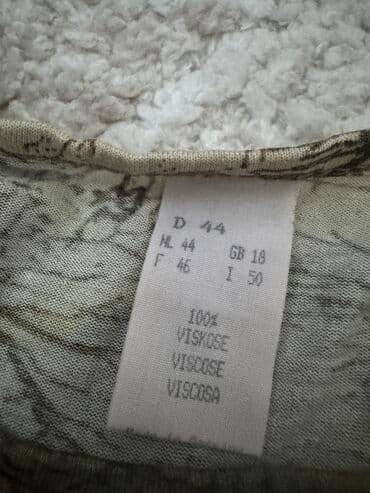 D 44
NL 44 GB 18
F 46 I 50
100%
VISKOSE
VISCOSE
VISCOSA